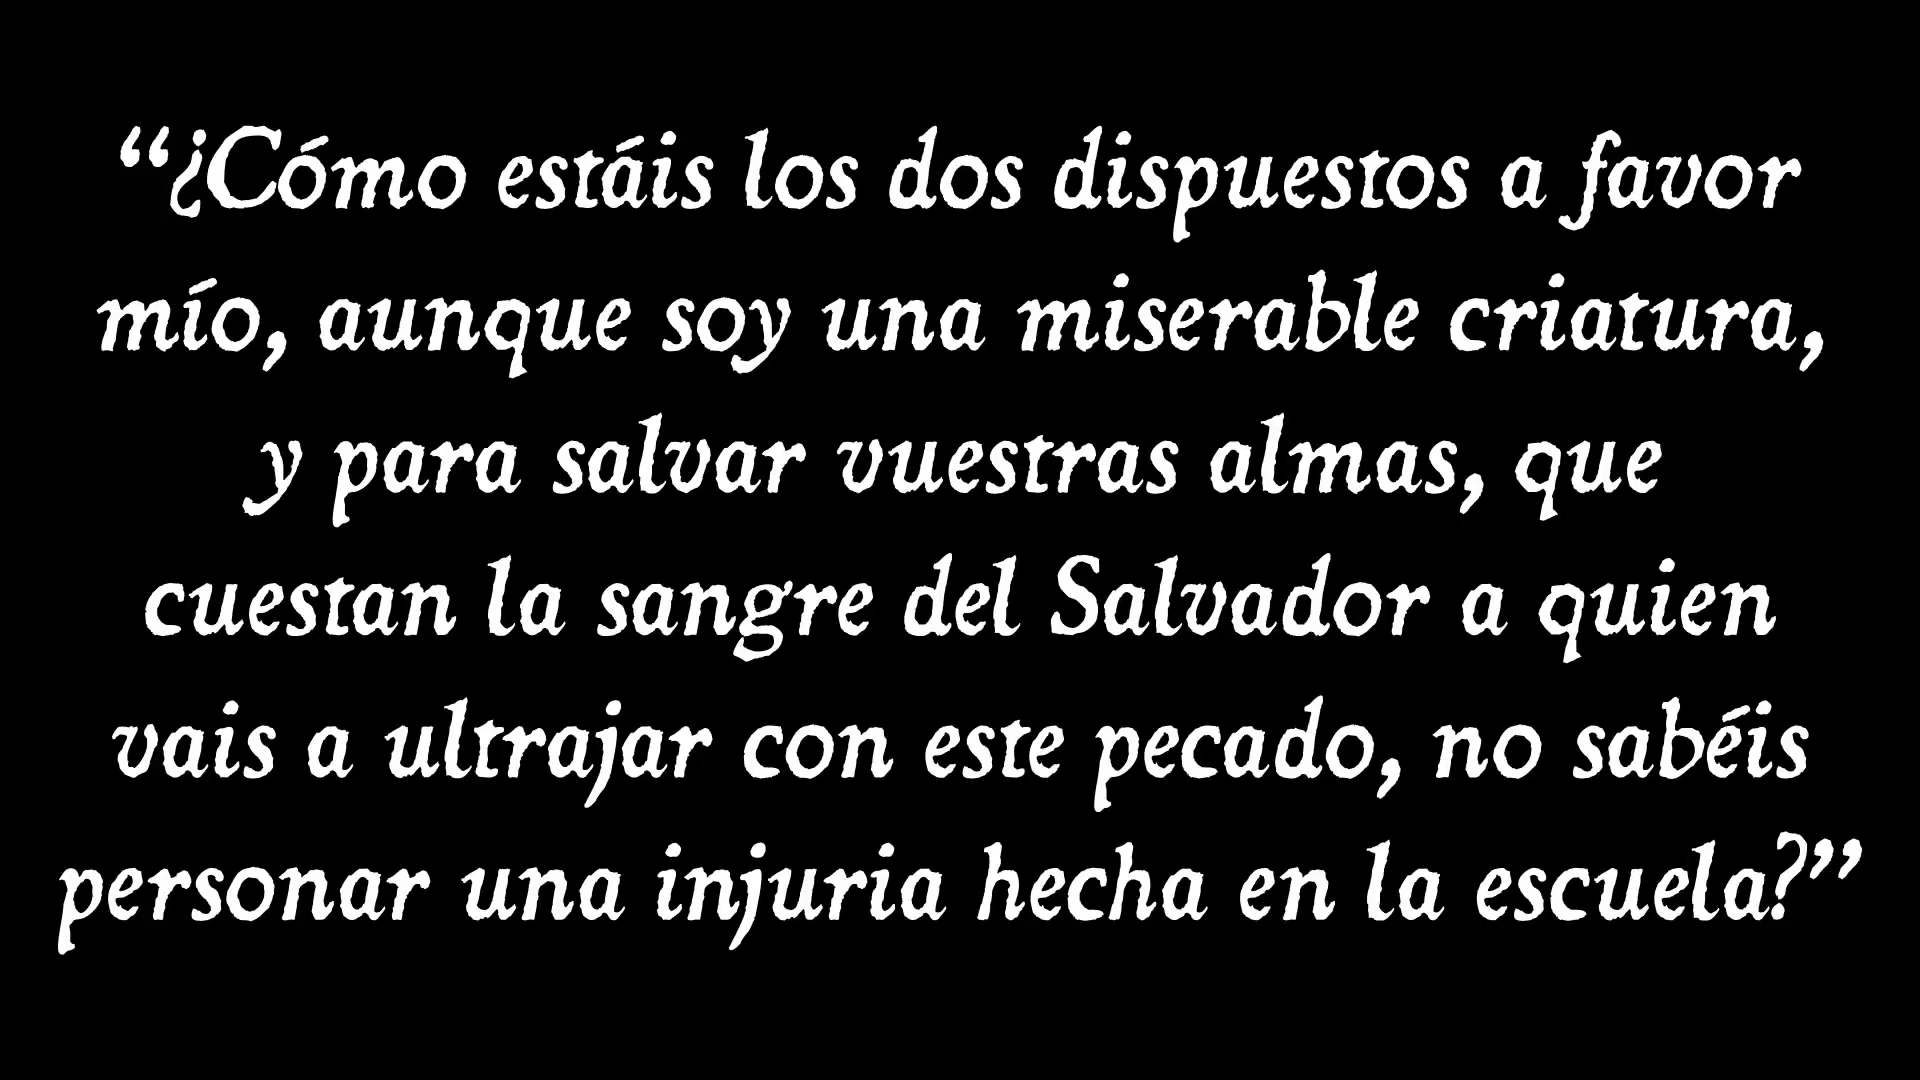 “¿Cómo estáis los dos dispuestos a favor
mío, aunque soy una miserable criatura,
y para salvar vuestras almas, que
cuestan la sangre del Salvador a quien
vais a ultrajar con este pecado, no sabéis
personar una injuria hecha en la escuela?”